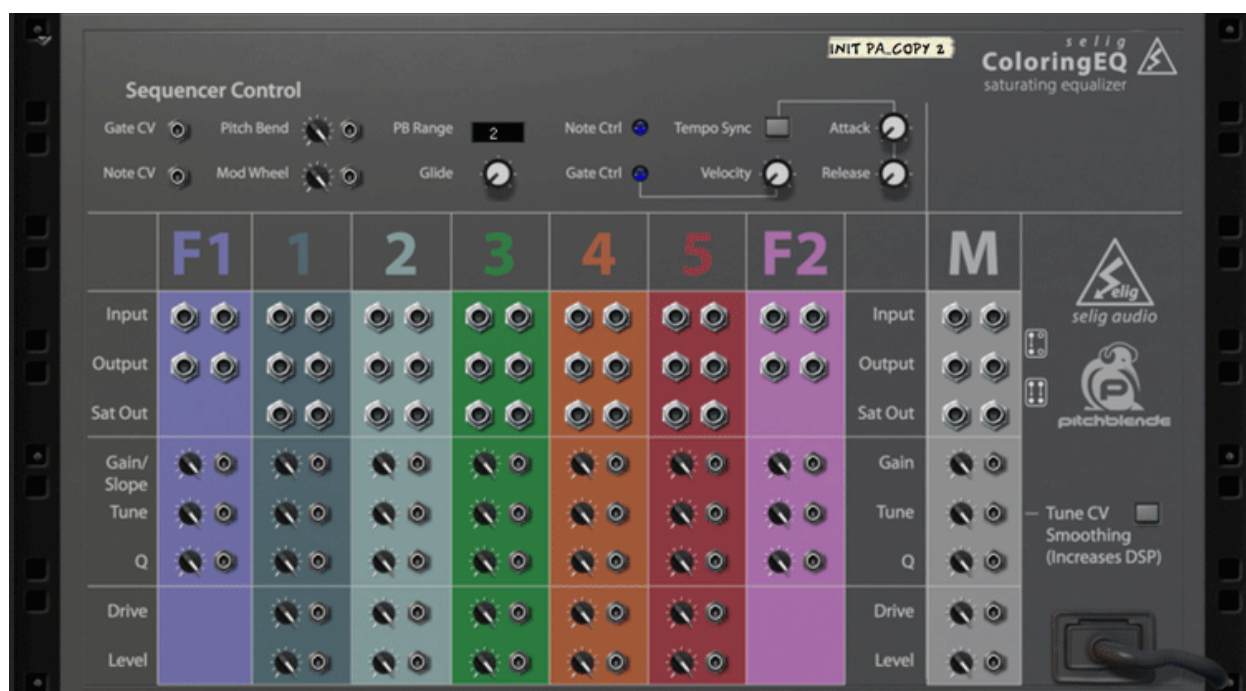 INIT PA_COPY 2
selig
ColoringEQ
saturating equalizer
Sequencer Control
Gate CV Pitch Bend PB Range 2 Note Ctrl Tempo Sync Attack
Note CV Mod Wheel Glide Gate Ctrl Velocity Release
F1 1 2 3 4 5 F2 M
Input Input
Selig
selig audio
Output Output
P
pitchblende
Sat Out Sat Out
Gain/
Slope
Gain
Tune Tune
Tune CV
Smoothing
(Increases DSP)
Q Q
Drive Drive
Level Level